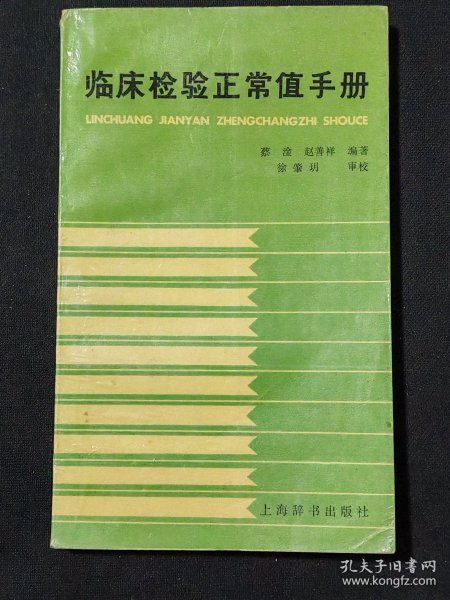 临床检验正常值手册
LINCHUANG JIANYAN ZHENGCHANGZHI SHOUCE
蔡淦 赵善祥 编著
徐肇玥 审校
上海辞书出版社
孔夫子旧书网
www.kongfz.com